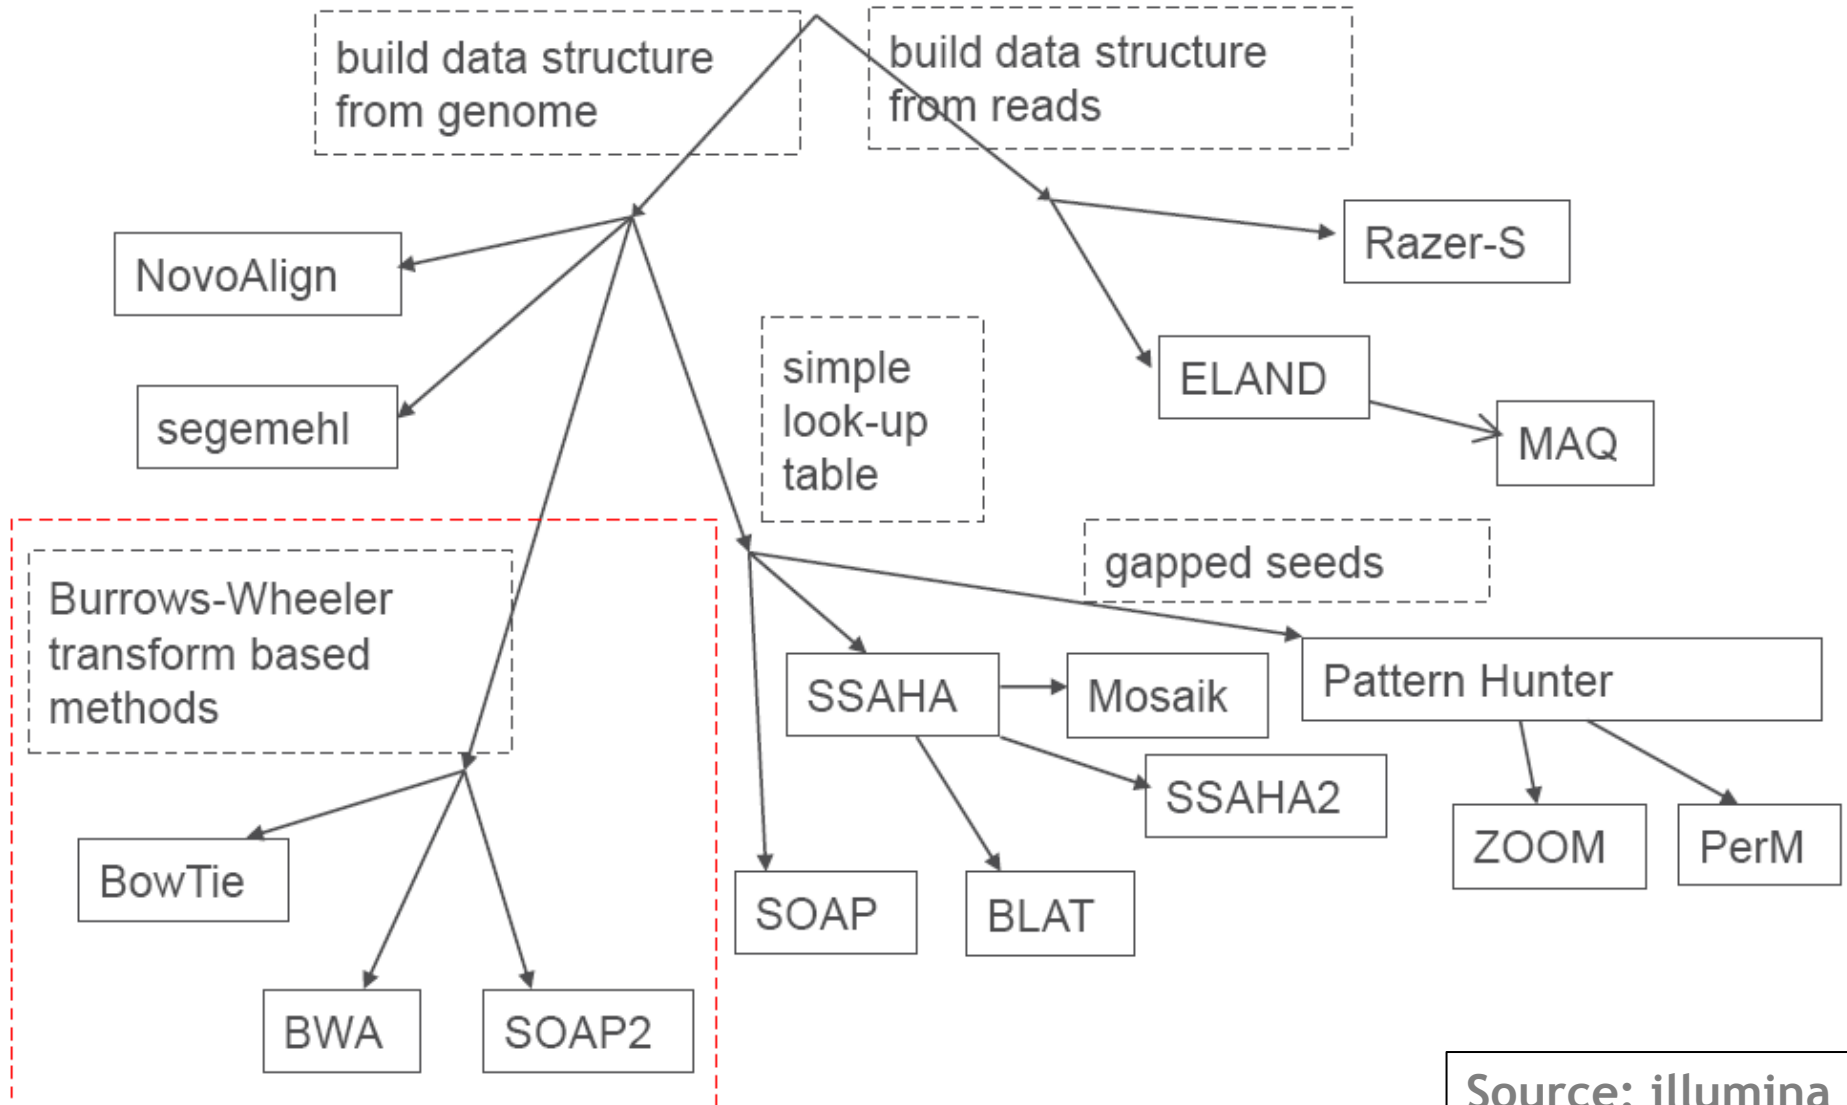 build data structure
from genome
build data structure
from reads
NovoAlign
Razer-S
simple
look-up
table
ELAND
segemehl
MAQ
gapped seeds
Burrows-Wheeler
transform based
methods
SSAHA
Mosaik
Pattern Hunter
SSAHA2
ZOOM
PerM
BowTie
SOAP
BLAT
BWA
SOAP2
Source: illumina